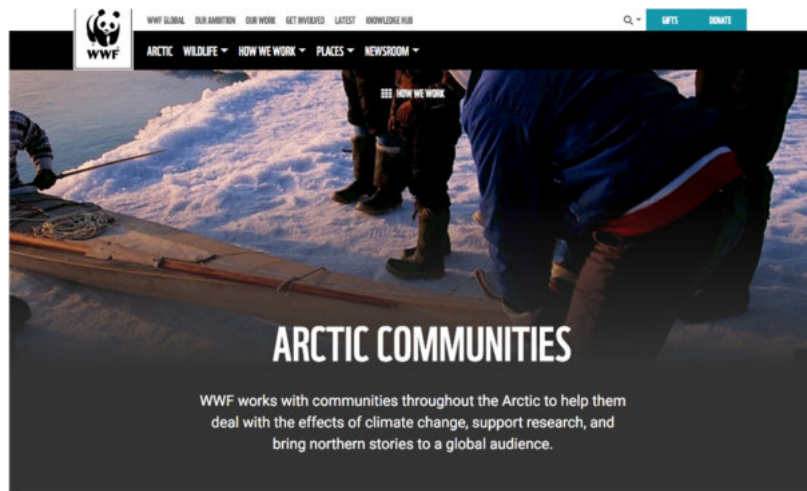 WWF GLOBAL OUR AMBITION OUR WORK GET INVOLVED LATEST KNOWLEDGE HUB
GIFTS DONATE
WWF
ARCTIC WILDLIFE HOW WE WORK PLACES NEWSROOM
HOW WE WORK
ARCTIC COMMUNITIES
WWF works with communities throughout the Arctic to help them
deal with the effects of climate change, support research, and
bring northern stories to a global audience.